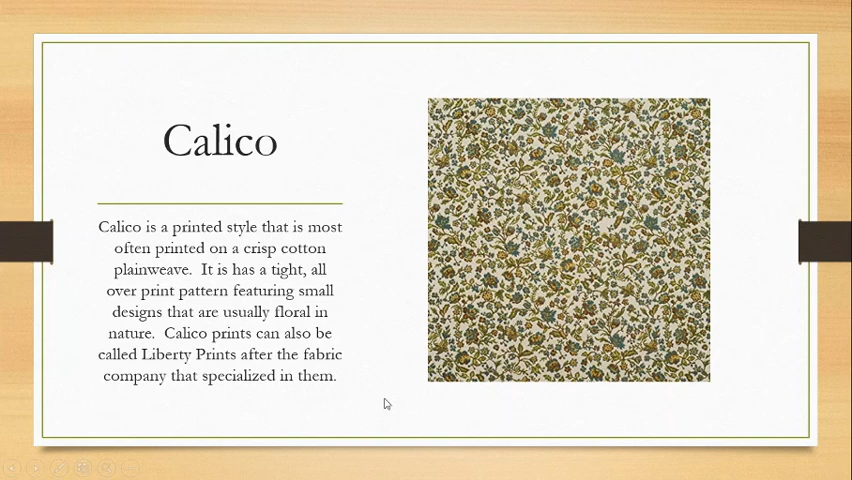 Calico
Calico is a printed style that is most
often printed on a crisp cotton
plainweave.  It is has a tight, all
over print pattern featuring small
designs that are usually floral in
nature.  Calico prints can also be
called Liberty Prints after the fabric
company that specialized in them.